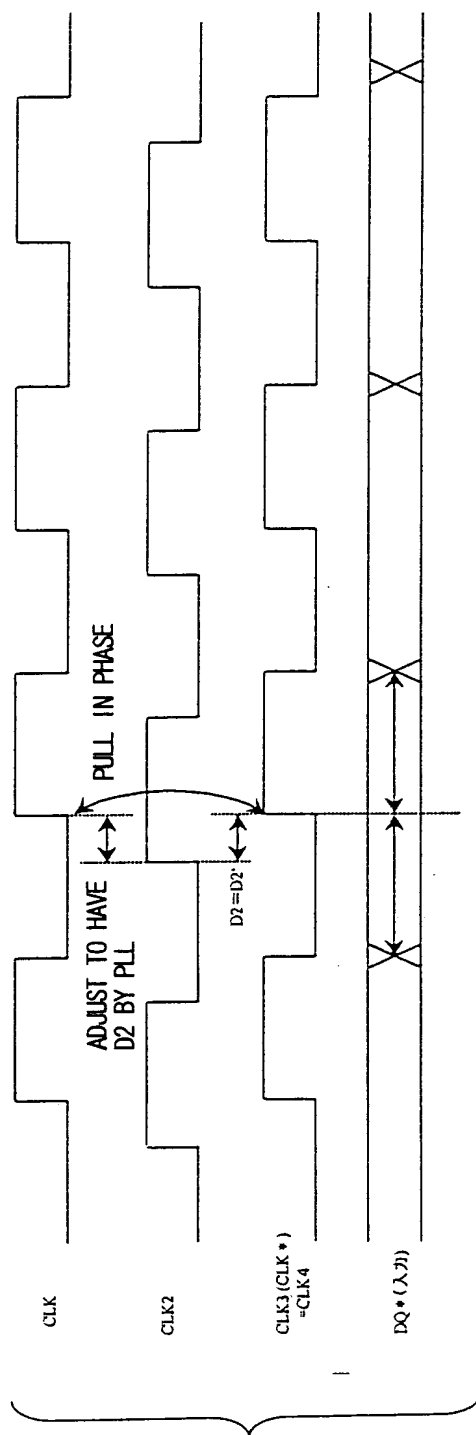 CLK
CLK2
CLK3 (CLK *)
=CLK4
DQ * (入力)
ADJUST TO HAVE
D2 BY PLL
PULL IN PHASE
D2=D2'